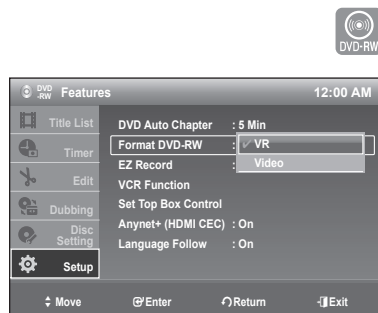 DVD-RW
DVD -RW Features 12:00 AM
Title List
Timer
Edit
Dubbing
Disc Setting
Setup
DVD Auto Chapter : 5 Min
Format DVD-RW : ✓ VR
Video
EZ Record :
VCR Function
Set Top Box Control
Anynet+ (HDMI CEC) : On
Language Follow : On
Move Enter Return Exit